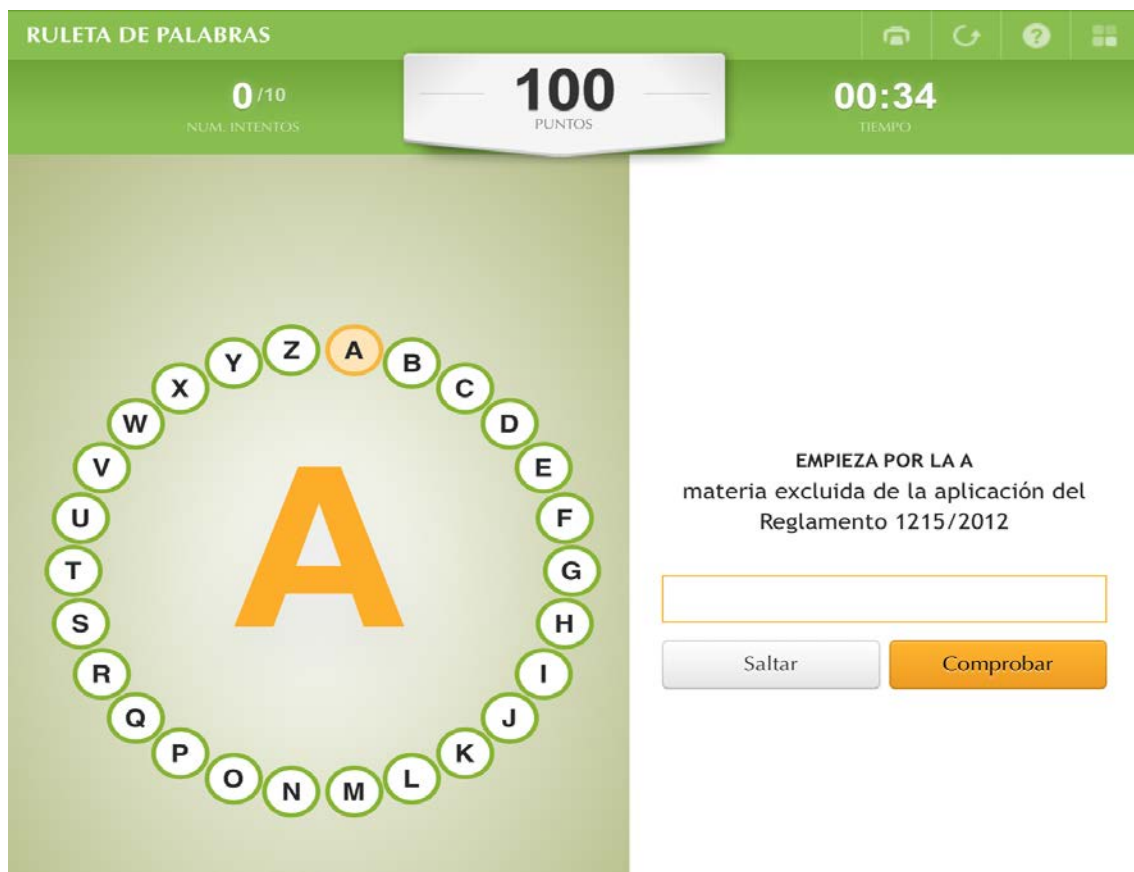 RULETA DE PALABRAS
?
0/10
NUM. INTENTOS
100
PUNTOS
00:34
TIEMPO
A
B
C
D
E
F
G
H
I
J
K
L
M
N
O
P
Q
R
S
T
U
V
W
X
Y
Z
A
EMPIEZA POR LA A
materia excluida de la aplicación del
Reglamento 1215/2012
Saltar
Comprobar